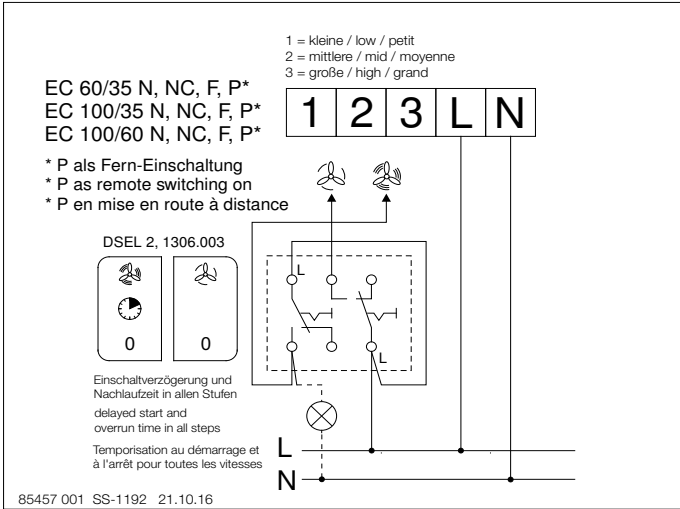 1 = kleine / low / petit
2 = mittlere / mid / moyenne
3 = große / high / grand
EC 60/35 N, NC, F, P*
EC 100/35 N, NC, F, P*
EC 100/60 N, NC, F, P*
1 2 3 L N
* P als Fern-Einschaltung
* P as remote switching on
* P en mise en route à distance
DSEL 2, 1306.003
L
0 0
L
Einschaltverzögerung und
Nachlaufzeit in allen Stufen
delayed start and
overrun time in all steps
Temporisation au démarrage et
à l'arrêt pour toutes les vitesses
L
N
85457 001 SS-1192 21.10.16